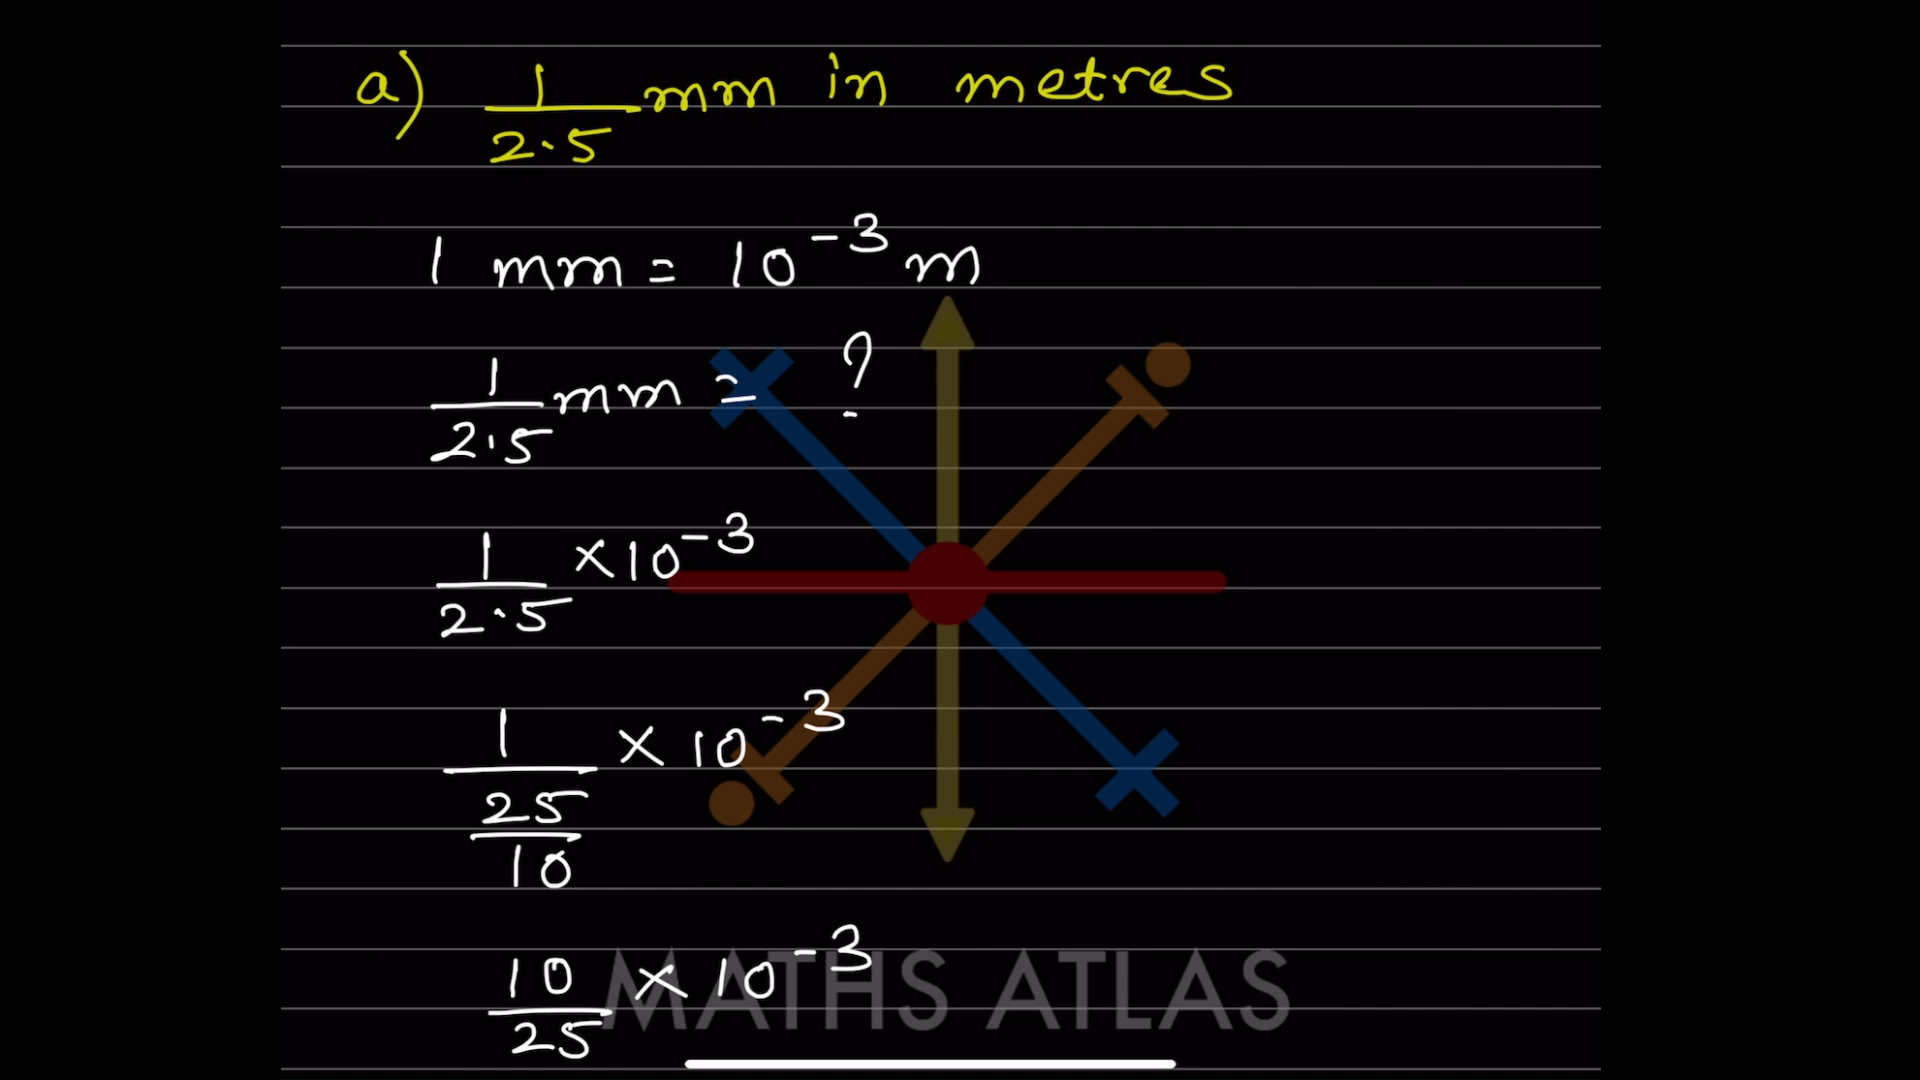 a) 1/2.5 mm in metres
1 mm = 10^-3 m
1/2.5 mm = ?
1/2.5 × 10^-3
1/(25/10) × 10^-3
10/25 × 10^-3
MATHS ATLAS